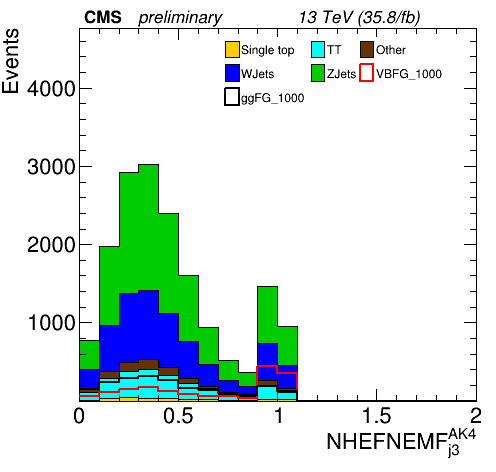 CMS preliminary 13 TeV (35.8/fb)
Events
Single top TT Other
WJets ZJets VBFG_1000
ggFG_1000
4000
3000
2000
1000
0 0.5 1 1.5 2
NHEFNEMF^{AK4}_{j3}